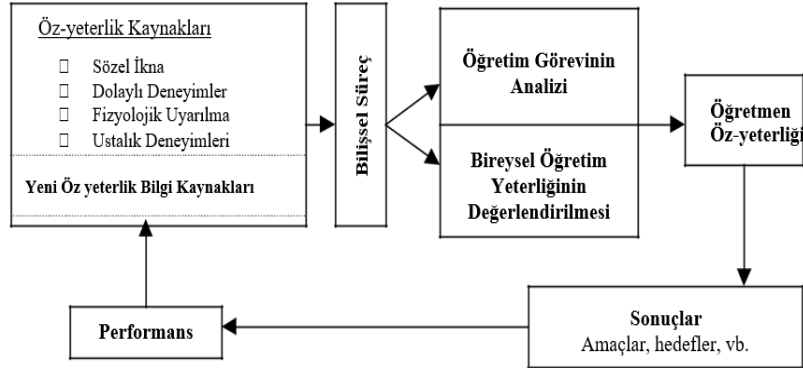 Öz-yeterlik Kaynakları
Sözel İkna
Dolaylı Deneyimler
Fizyolojik Uyarılma
Ustalık Deneyimleri
Yeni Öz yeterlik Bilgi Kaynakları
Bilişsel Süreç
Öğretim Görevinin
Analizi
Bireysel Öğretim
Yeterliğinin
Değerlendirilmesi
Öğretmen
Öz-yeterliği
Sonuçlar
Amaçlar, hedefler, vb.
Performans